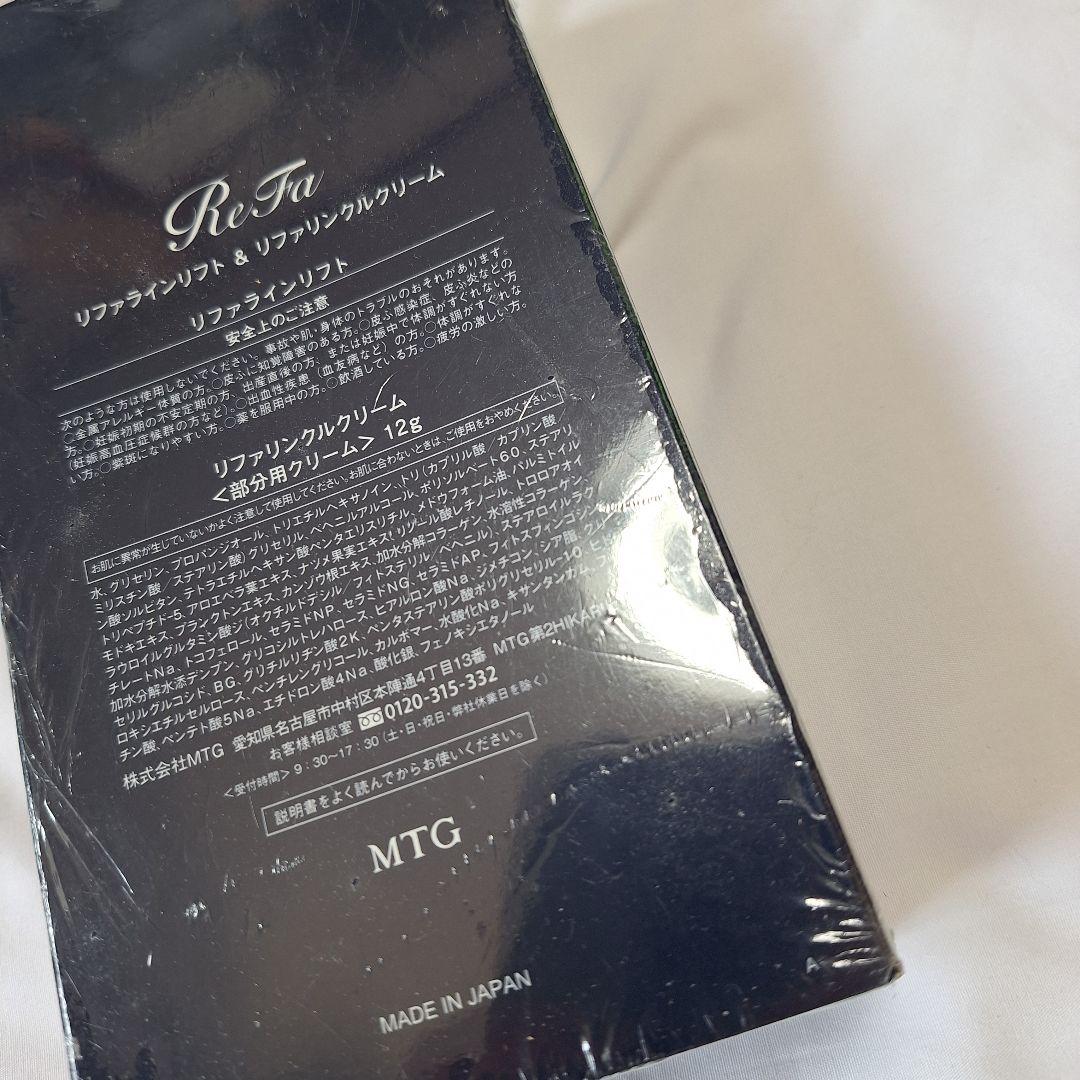 ReFa
リファラインリフト & リファリンクルクリーム
リファラインリフト
安全上のご注意
次のような方は使用しないでください。事故や肌・身体のトラブルのおそれがあります。
○金属アレルギー体質の方。○皮ふに知覚障害のある方。○皮ふ感染症、皮ふ炎などの
方。○妊娠初期の不安定期の方、出産直後の方、または妊娠中で体調がすぐれない方
(妊娠高血圧症候群の方など)。○出血性疾患(血友病など)の方。○体調がすぐれな
い方。○紫斑になりやすい方。○薬を服用中の方。○飲酒している方。○疲労の激しい方。
リファリンクルクリーム
<部分用クリーム> 12g
お肌に異常が生じていないかよく注意して使用してください。お肌に合わないときは、ご使用をおやめください。
水、グリセリン、プロパンジオール、トリエチルヘキサノイン、トリ(カプリル酸/カプリン酸
ミリスチン酸/ステアリン酸)グリセリル、ベヘニルアルコール、ポリソルベート60、ステアリ
ン酸ソルビタン、テトラエチルヘキサン酸ペンタエリスリチル、メドウフォーム油、パルミトイル
トリペプチド-5、アロエベラ葉エキス、ナツメ果実エキス、リノール酸レチノール、トロロアオイ
モドキエキス、プランクトンエキス、カンゾウ根エキス、加水分解コラーゲン、水溶性コラーゲン、
ラウロイルグルタミン酸ジ(オクチルドデシル/フィトステリル/ベヘニル)、ステアロイルラク
チレートNa、トコフェロール、セラミドNP、セラミドNG、セラミドAP、フィトスフィンゴシン、
加水分解水添デンプン、グリコシルトレハロース、ヒアルロン酸Na、ジメチコン、シア脂、
セリルグルコシド、BG、グリチルリチン酸2K、ペンタステアリン酸ポリグリセリル-10、
ロキシエチルセルロース、ペンチレングリコール、カルボマー、水酸化Na、キサンタンガム、
チン酸、ペンテト酸5Na、エチドロン酸4Na、酸化銀、フェノキシエタノール
株式会社MTG 愛知県名古屋市中村区本陣通4丁目13番 MTG第2HIKARI
お客様相談室 0120-315-332
<受付時間> 9:30~17:30(土・日・祝日・弊社休業日を除く)
説明書をよく読んでからお使いください。
MTG
MADE IN JAPAN
A